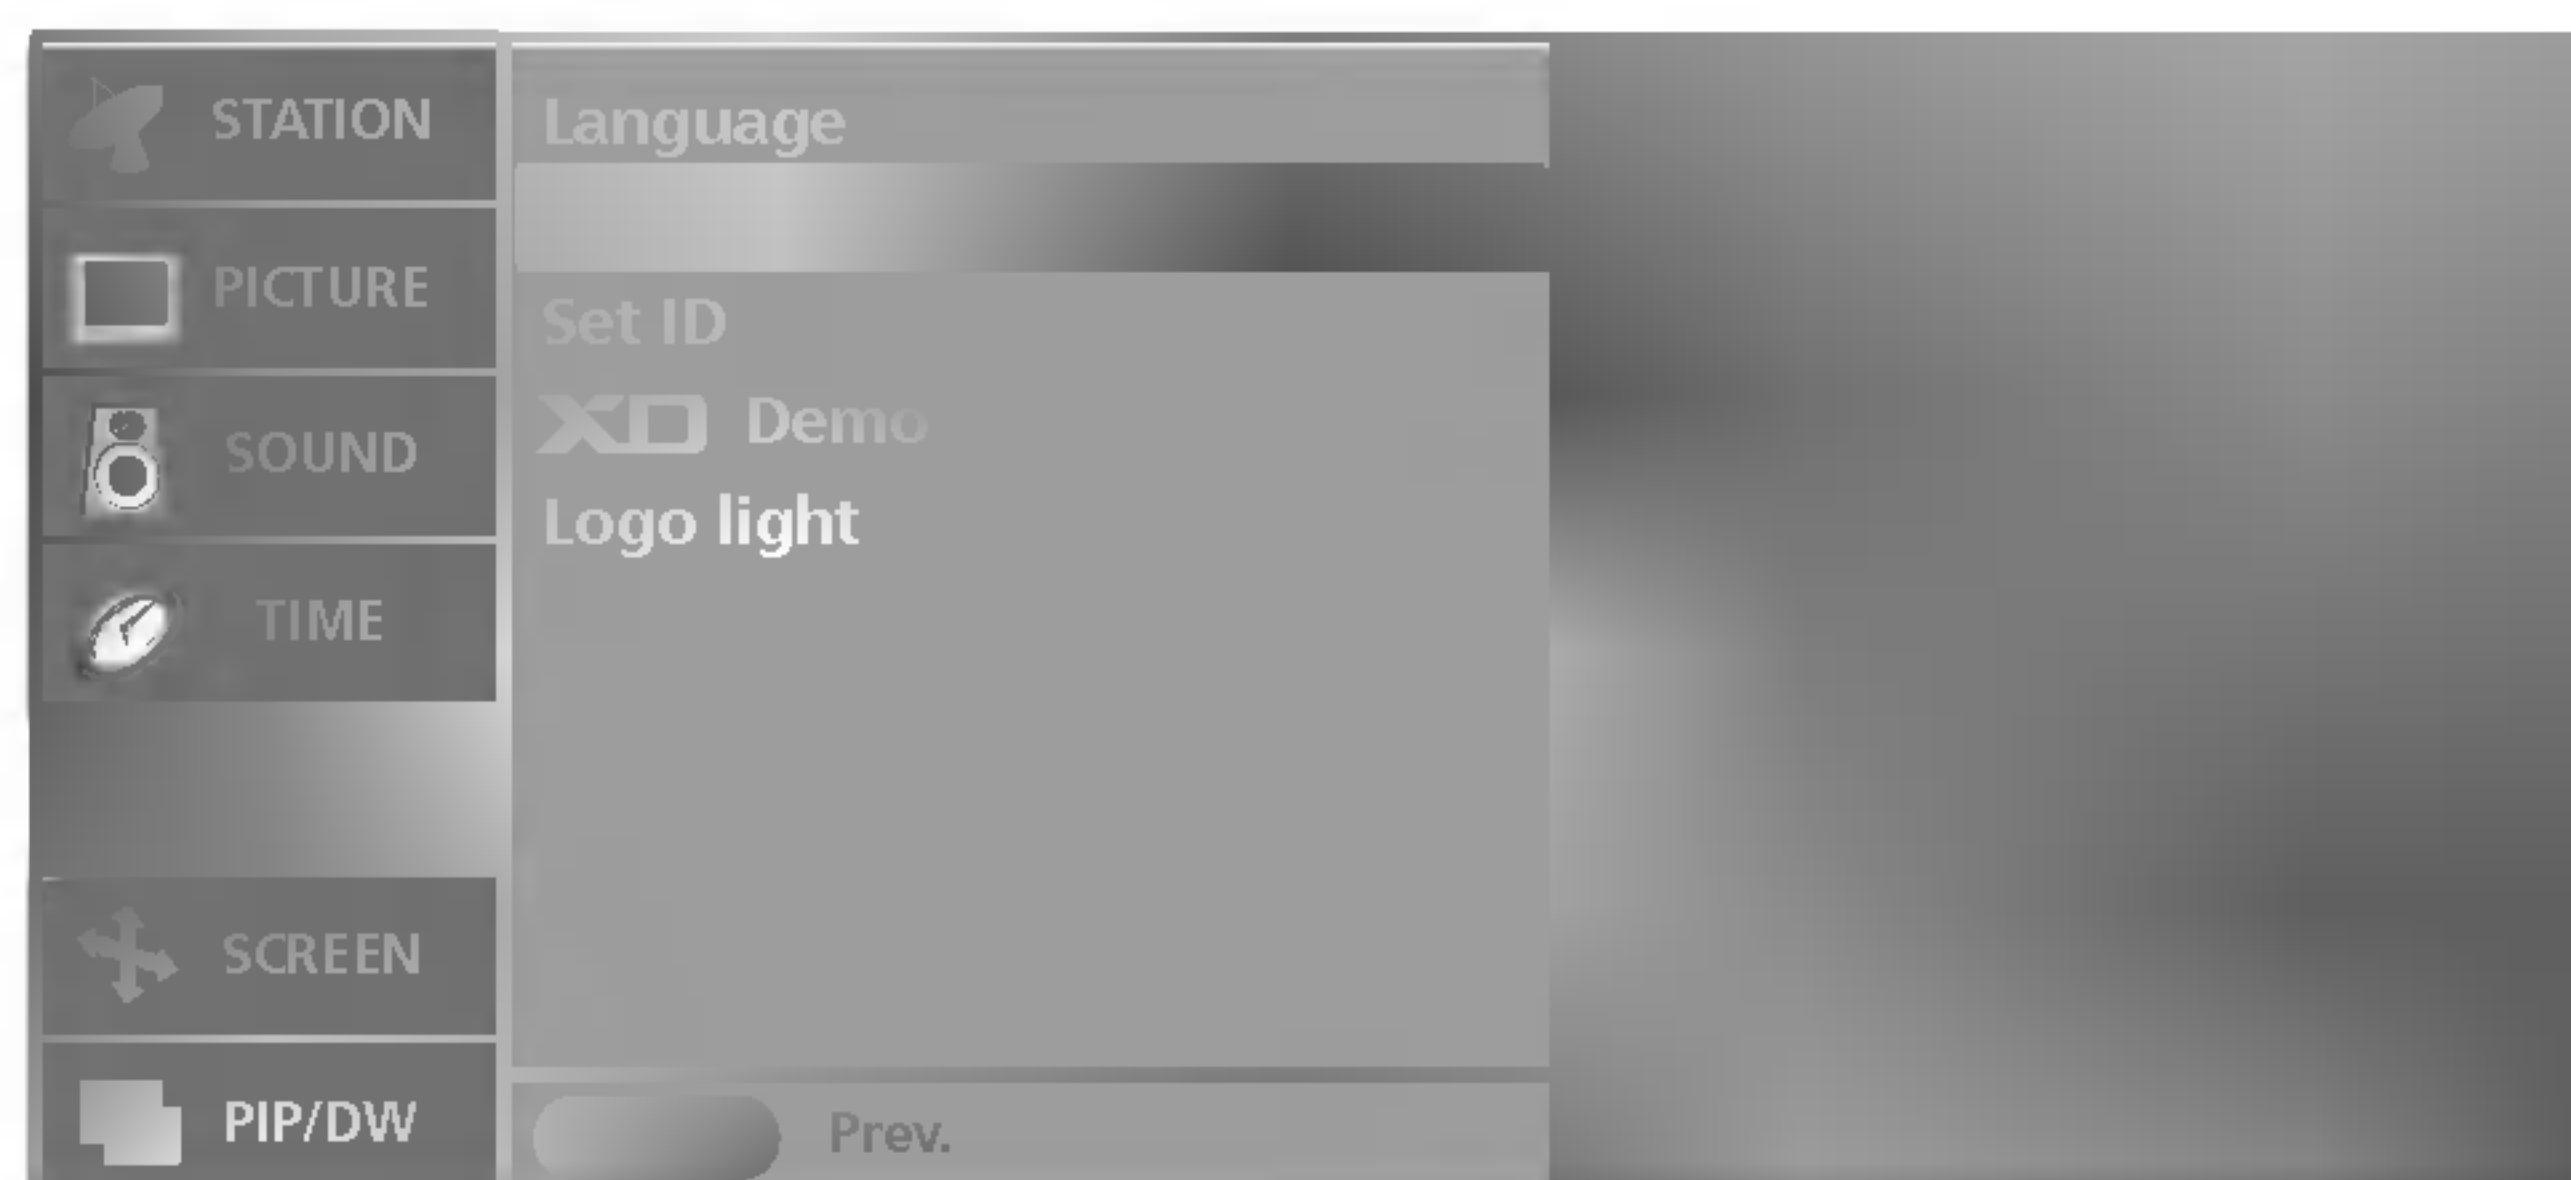 STATION
PICTURE
SOUND
TIME
SCREEN
PIP/DW
Language
Set ID
XD Demo
Logo light
Prev.